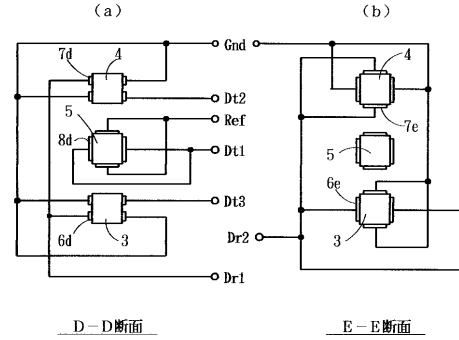 (a)
(b)
7d
4
Gnd
4
Dt2
5
Ref
8d
Dt1
7e
5
6e
Dt3
6d
3
3
Dr2
Dr1
D-D断面
E-E断面